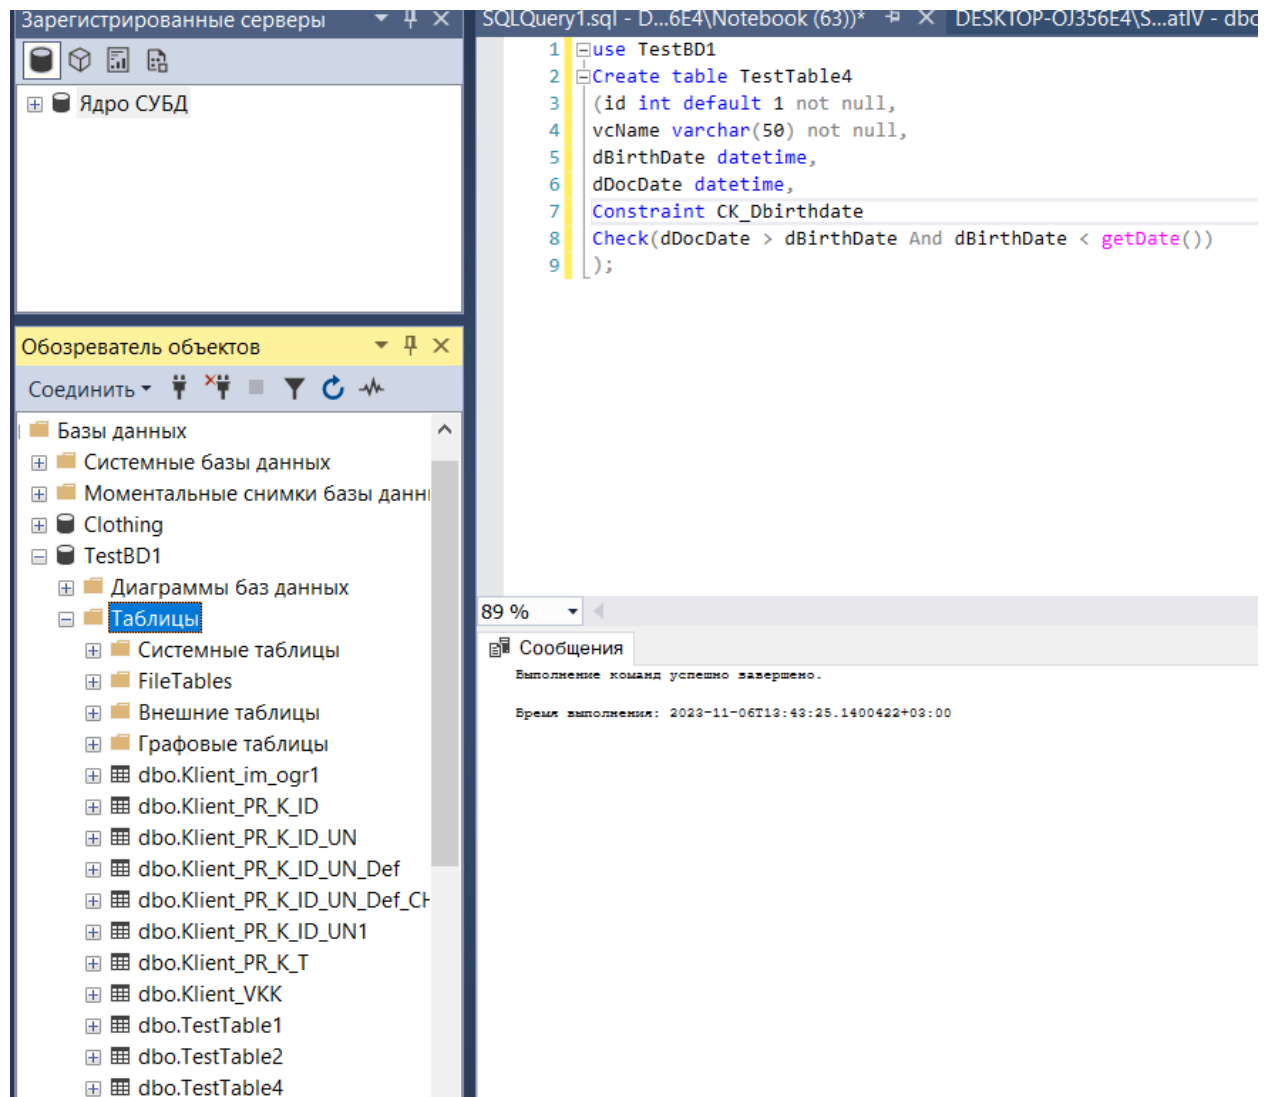 Зарегистрированные серверы
Ядро СУБД
Обозреватель объектов
Соединить
Базы данных
Системные базы данных
Моментальные снимки базы данн
Clothing
TestBD1
Диаграммы баз данных
Таблицы
Системные таблицы
FileTables
Внешние таблицы
Графовые таблицы
dbo.Klient_im_ogr1
dbo.Klient_PR_K_ID
dbo.Klient_PR_K_ID_UN
dbo.Klient_PR_K_ID_UN_Def
dbo.Klient_PR_K_ID_UN_Def_CH
dbo.Klient_PR_K_ID_UN1
dbo.Klient_PR_K_T
dbo.Klient_VKK
dbo.TestTable1
dbo.TestTable2
dbo.TestTable4
SQLQuery1.sql - D...6E4\Notebook (63))* DESKTOP-OJ356E4\S...atIV - dbo
1 use TestBD1
2 Create table TestTable4
3 (id int default 1 not null,
4 vcName varchar(50) not null,
5 dBirthDate datetime,
6 dDocDate datetime,
7 Constraint CK_Dbirthdate
8 Check(dDocDate > dBirthDate And dBirthDate < getDate())
9 );
89 %
Сообщения
Выполнение команд успешно завершено.
Время выполнения: 2023-11-06T13:43:25.1400422+03:00